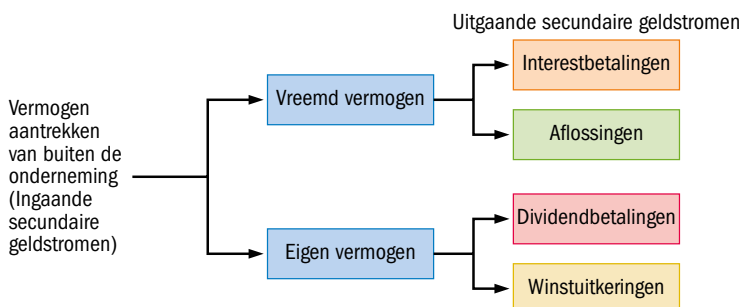 Uitgaande secundaire geldstromen
Vermogen
aantrekken
van buiten de
onderneming
(Ingaande
secundaire
geldstromen)
Vreemd vermogen
Interestbetalingen
Aflossingen
Eigen vermogen
Dividendbetalingen
Winstuitkeringen